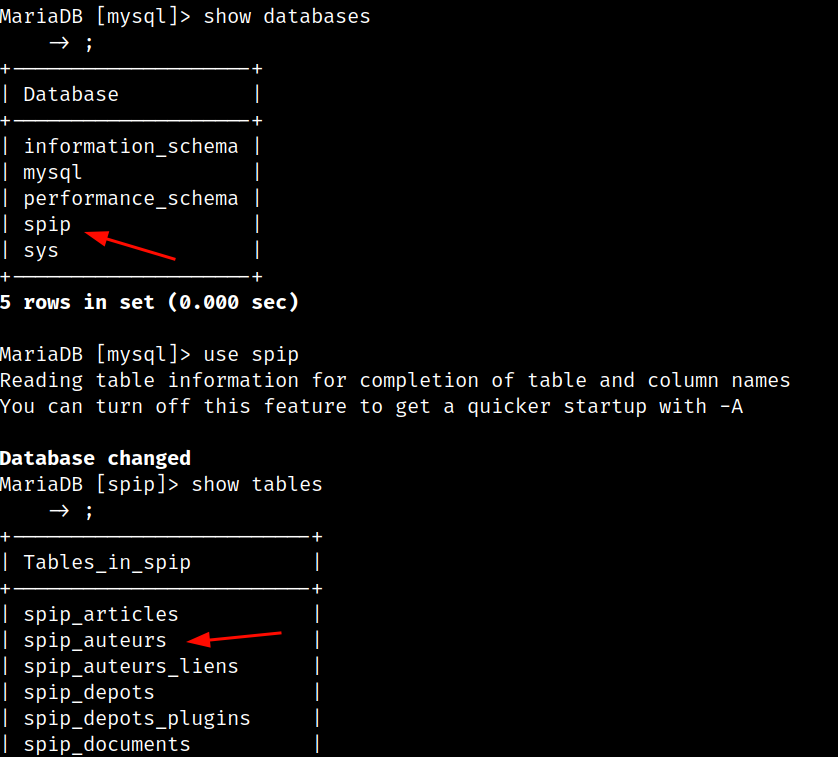 MariaDB [mysql]> show databases
    -> ;
+--------------------+
| Database           |
+--------------------+
| information_schema |
| mysql              |
| performance_schema |
| spip               |
| sys                |
+--------------------+
5 rows in set (0.000 sec)
MariaDB [mysql]> use spip
Reading table information for completion of table and column names
You can turn off this feature to get a quicker startup with -A
Database changed
MariaDB [spip]> show tables
    -> ;
+-------------------------+
| Tables_in_spip          |
+-------------------------+
| spip_articles           |
| spip_auteurs            |
| spip_auteurs_liens      |
| spip_depots             |
| spip_depots_plugins     |
| spip_documents          |